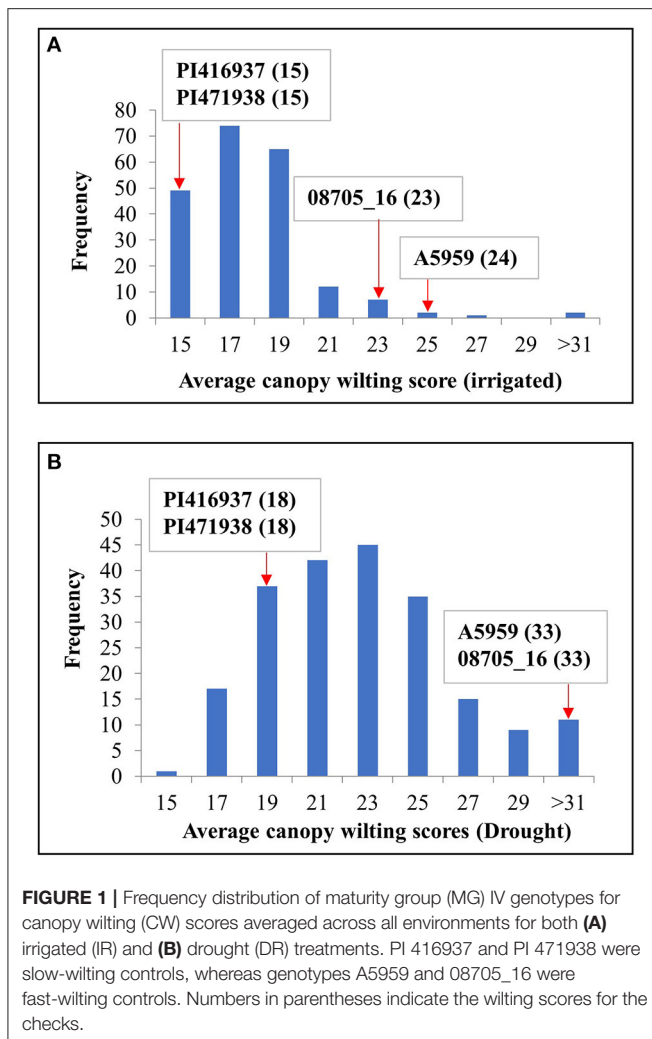 A
PI416937 (15)
PI471938 (15)
80
70
60
50
40
30
20
10
0
Frequency
08705_16 (23)
A5959 (24)
15 17 19 21 23 25 27 29 >31
Average canopy wilting score (irrigated)
B
PI416937 (18)
PI471938 (18)
50
45
40
35
30
25
20
15
10
5
0
Frequency
A5959 (33)
08705_16 (33)
15 17 19 21 23 25 27 29 >31
Average canopy wilting scores (Drought)
FIGURE 1 | Frequency distribution of maturity group (MG) IV genotypes for
canopy wilting (CW) scores averaged across all environments for both (A)
irrigated (IR) and (B) drought (DR) treatments. PI 416937 and PI 471938 were
slow-wilting controls, whereas genotypes A5959 and 08705_16 were
fast-wilting controls. Numbers in parentheses indicate the wilting scores for the
checks.